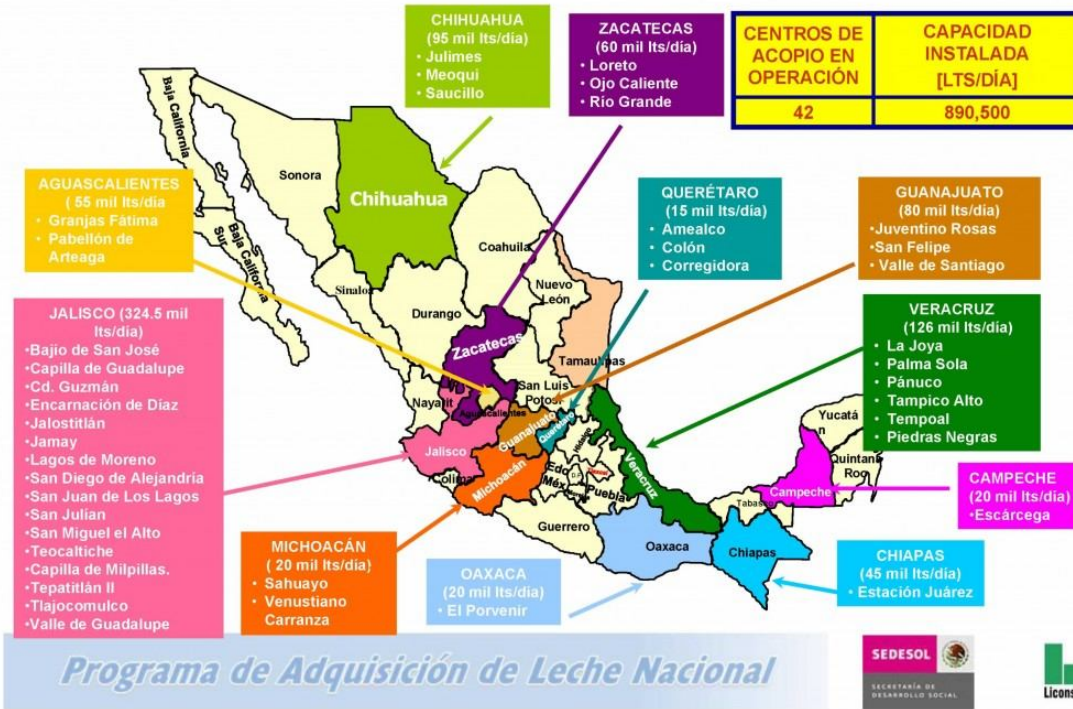 CHIHUAHUA
(95 mil lts/día)
• Julimes
• Meoqui
• Saucillo
ZACATECAS
(60 mil lts/día)
• Loreto
• Ojo Caliente
• Rio Grande
CENTROS DE
ACOPIO EN
OPERACIÓN
CAPACIDAD
INSTALADA
[LTS/DÍA]
42
890,500
AGUASCALIENTES
( 55 mil lts/día
• Granjas Fátima
• Pabellón de
Arteaga
QUERÉTARO
(15 mil lts/día)
• Amealco
• Colón
• Corregidora
GUANAJUATO
(80 mil lts/día)
•Juventino Rosas
•San Felipe
• Valle de Santiago
JALISCO (324.5 mil
lts/día)
•Bajio de San José
•Capilla de Guadalupe
•Cd. Guzmán
•Encarnación de Díaz
•Jalostitlán
•Jamay
•Lagos de Moreno
•San Diego de Alejandría
•San Juan de Los Lagos
•San Julian
•San Miguel el Alto
•Teocaltiche
•Capilla de Milpillas.
•Tepatitlán II
•Tlajocomulco
•Valle de Guadalupe
VERACRUZ
(126 mil lts/día)
• La Joya
• Palma Sola
• Pánuco
• Tampico Alto
• Tempoal
• Piedras Negras
CAMPECHE
(20 mil lts/día)
•Escárcega
MICHOACÁN
( 20 mil lts/día)
• Sahuayo
• Venustiano
Carranza
OAXACA
(20 mil lts/día)
• El Porvenir
CHIAPAS
(45 mil lts/día)
• Estación Juárez
Baja California
Baja California
Sur
Sonora
Chihuahua
Coahuila
Nuevo
León
Sinaloa
Durango
Zacatecas
Tamaulipas
San Luis
Potosí
Nayarit
Aguascalientes
Guanajuato
Querétaro
Hidalgo
Jalisco
Colima
Michoacán
Edo
Méx
D.F.
Puebla
Veracruz
Guerrero
Oaxaca
Tabasco
Chiapas
Campeche
Yucatá
n
Quintana
Roo
Programa de Adquisición de Leche Nacional
SEDESOL
SECRETARÍA DE
DESARROLLO SOCIAL
Licons